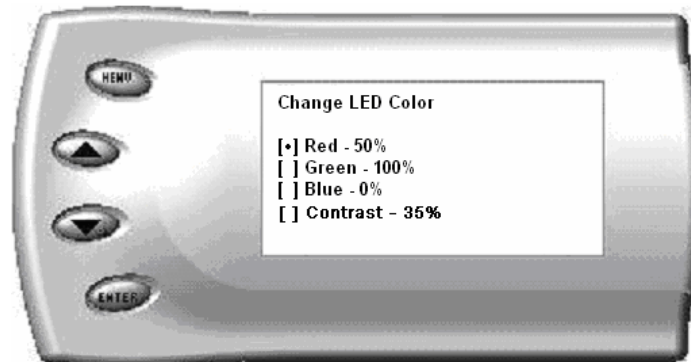 MENU
Change LED Color
[•] Red - 50%
[ ] Green - 100%
[ ] Blue - 0%
[ ] Contrast – 35%
ENTER